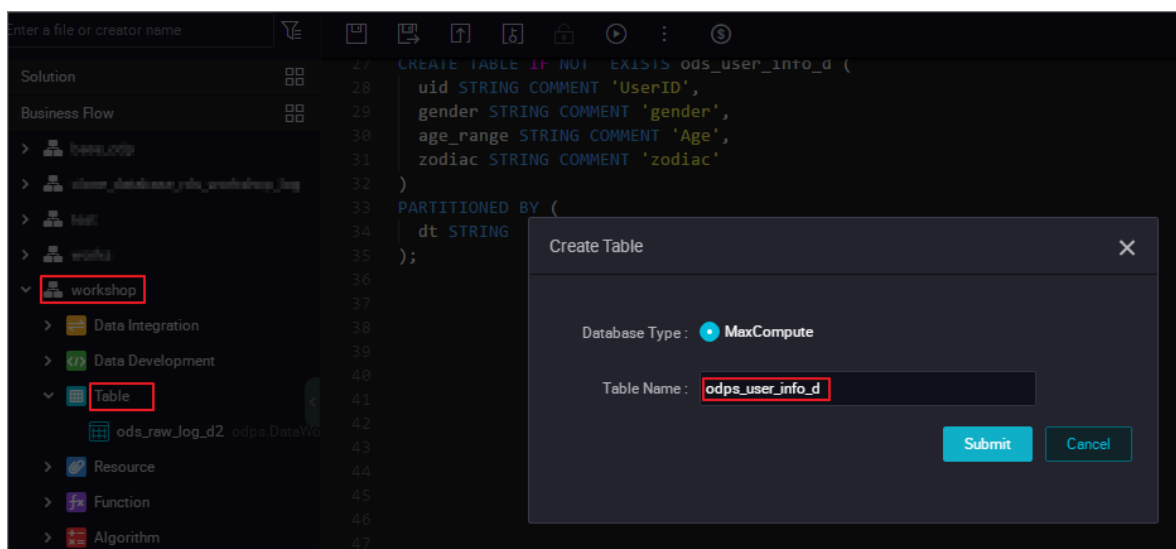 Enter a file or creator name
Solution
Business Flow
workshop
Data Integration
Data Development
Table
ods_raw_log_d2 odps.DataWo
Resource
Function
Algorithm
27 CREATE TABLE IF NOT EXISTS ods_user_info_d (
28 uid STRING COMMENT 'UserID',
29 gender STRING COMMENT 'gender',
30 age_range STRING COMMENT 'Age',
31 zodiac STRING COMMENT 'zodiac'
32 )
33 PARTITIONED BY (
34 dt STRING
35 );
36
37
38
39
40
41
42
43
44
45
46
47
Create Table
Database Type : MaxCompute
Table Name : odps_user_info_d
Submit Cancel